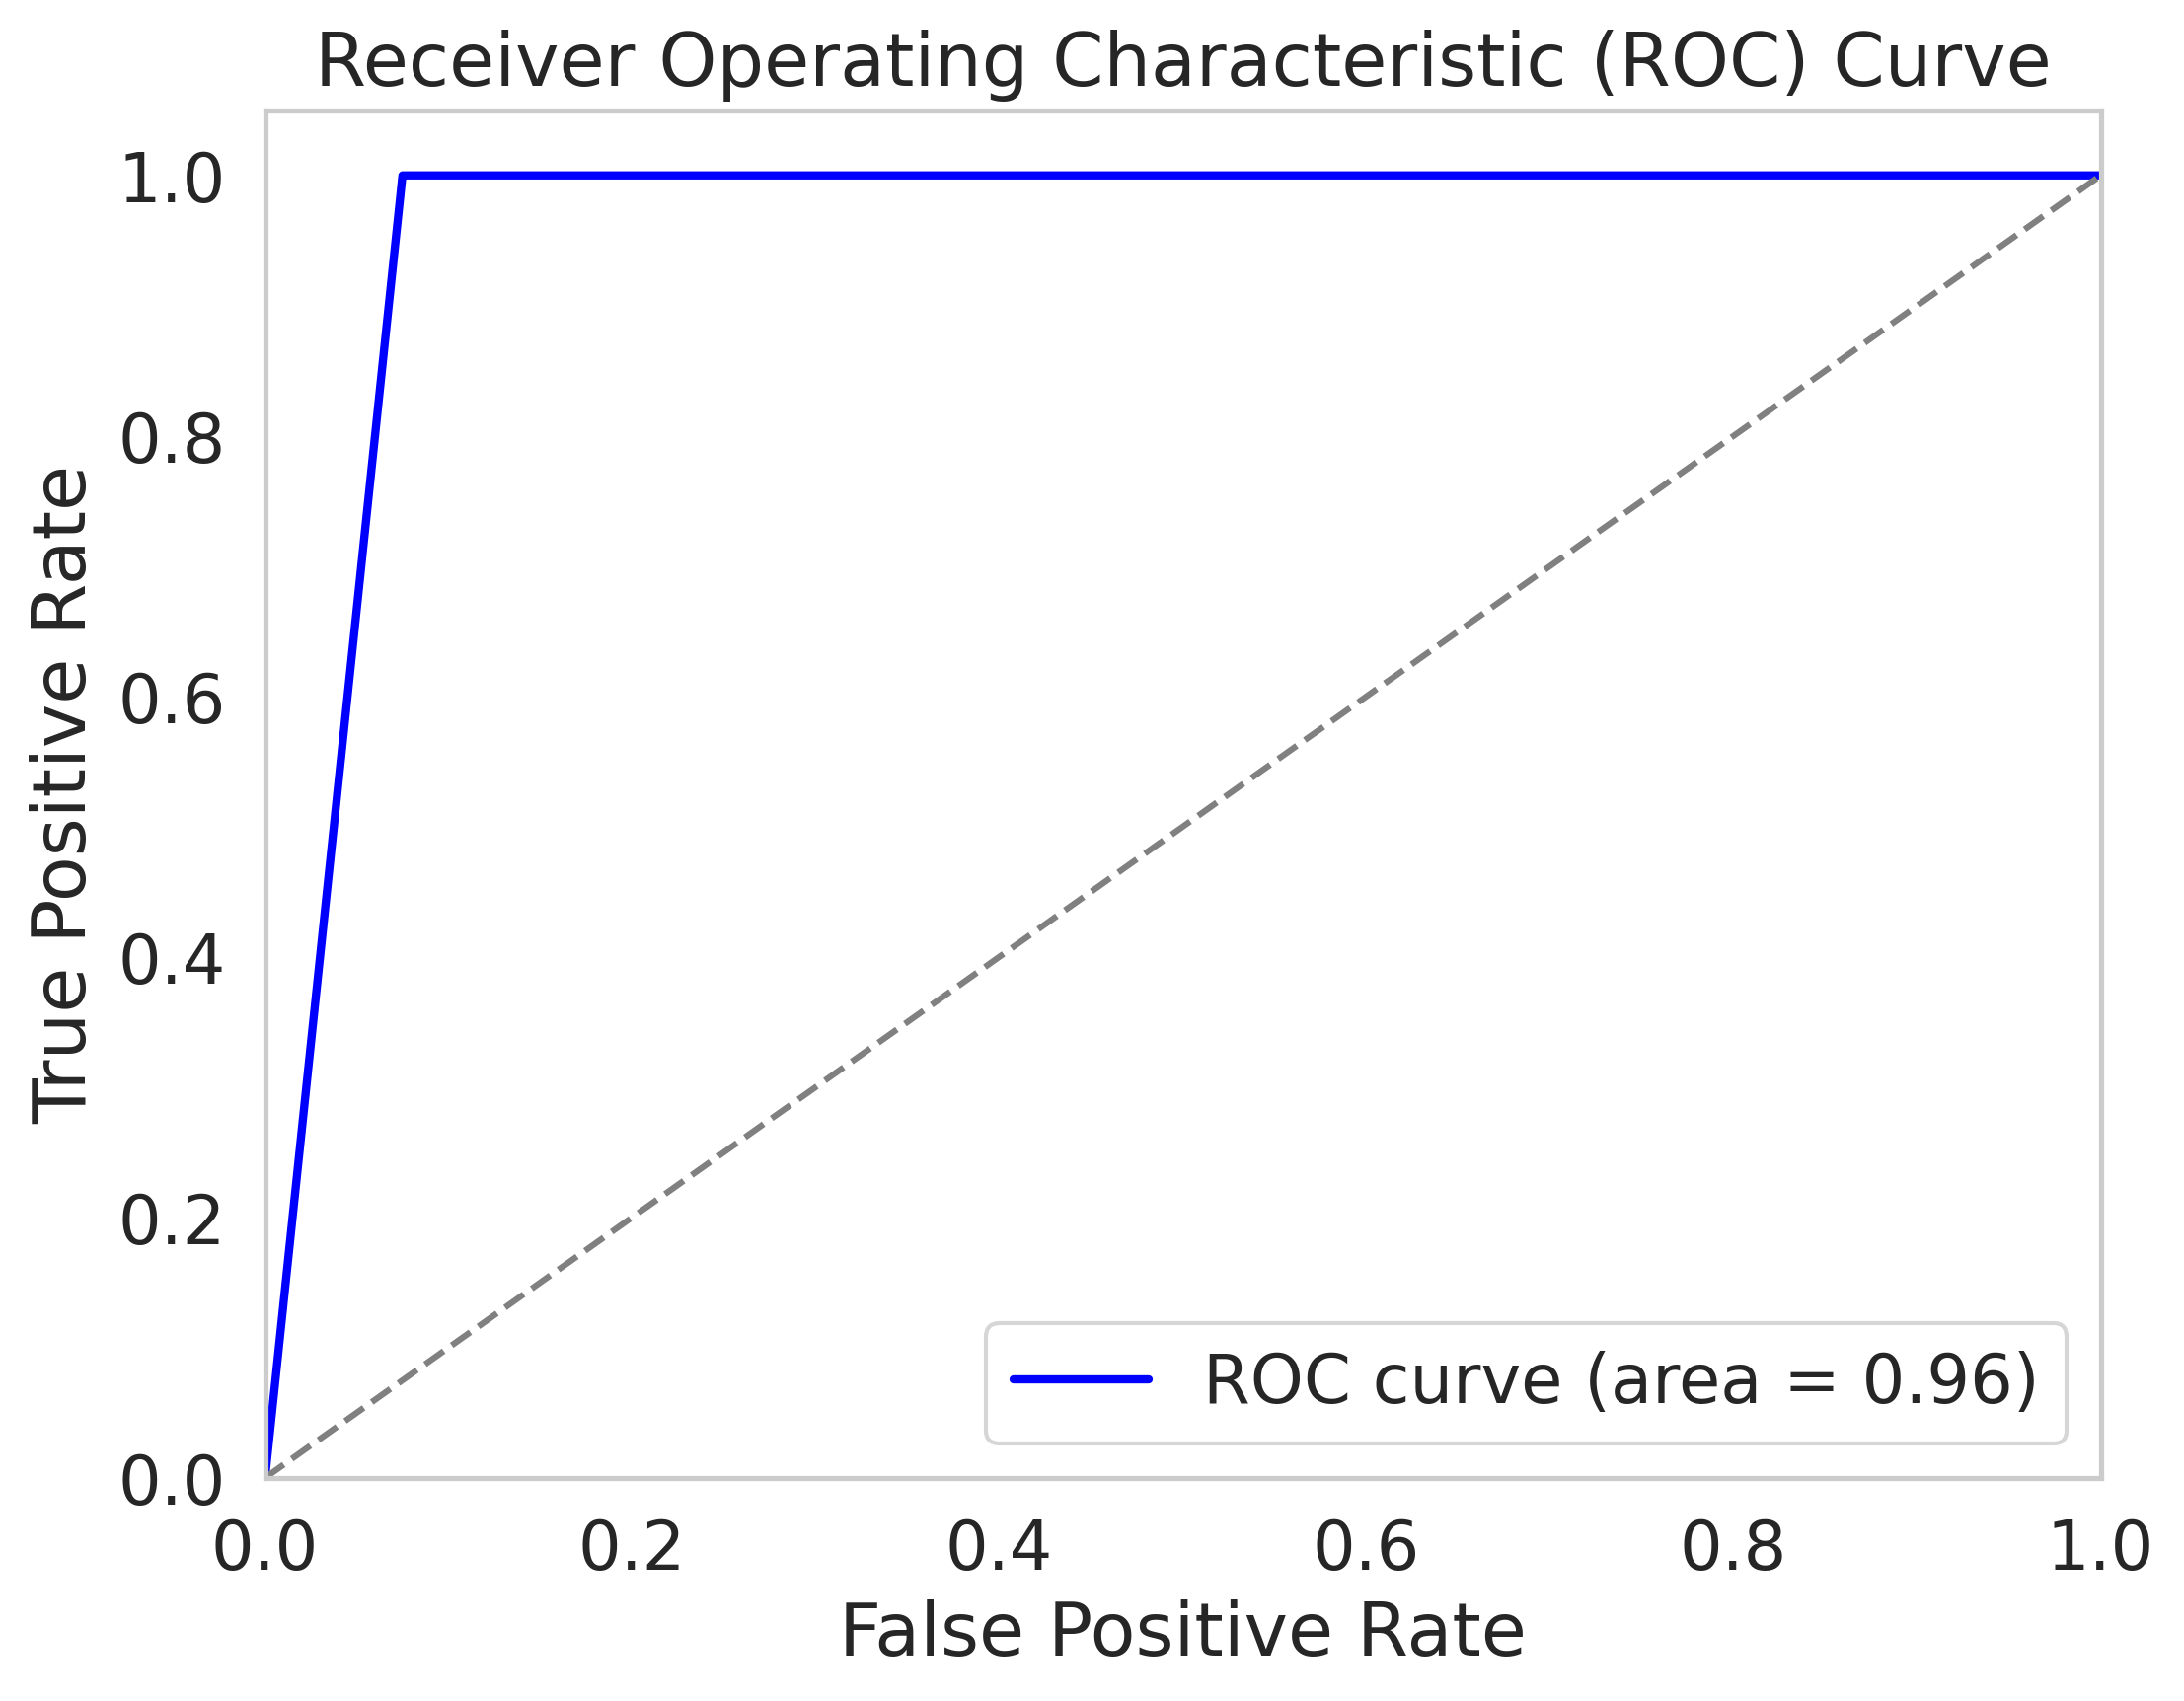 Receiver Operating Characteristic (ROC) Curve
True Positive Rate
1.0
0.8
0.6
0.4
0.2
0.0
ROC curve (area = 0.96)
0.0 0.2 0.4 0.6 0.8 1.0
False Positive Rate